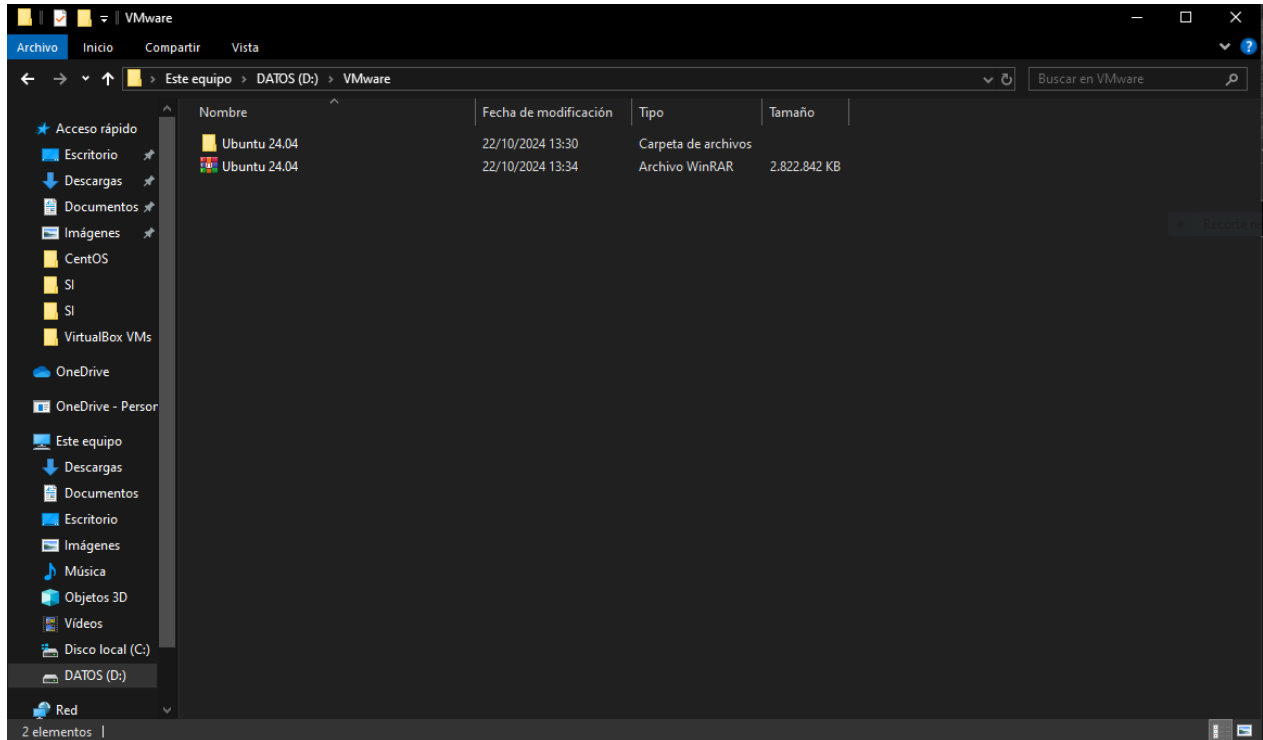 VMware
Archivo Inicio Compartir Vista
Este equipo > DATOS (D:) > VMware Buscar en VMware
Nombre Fecha de modificación Tipo Tamaño
Ubuntu 24.04 22/10/2024 13:30 Carpeta de archivos
Ubuntu 24.04 22/10/2024 13:34 Archivo WinRAR 2.822.842 KB
Acceso rápido
Escritorio
Descargas
Documentos
Imágenes
CentOS
SI
SI
VirtualBox VMs
OneDrive
OneDrive - Person
Este equipo
Descargas
Documentos
Escritorio
Imágenes
Música
Objetos 3D
Vídeos
Disco local (C:)
DATOS (D:)
Red
2 elementos